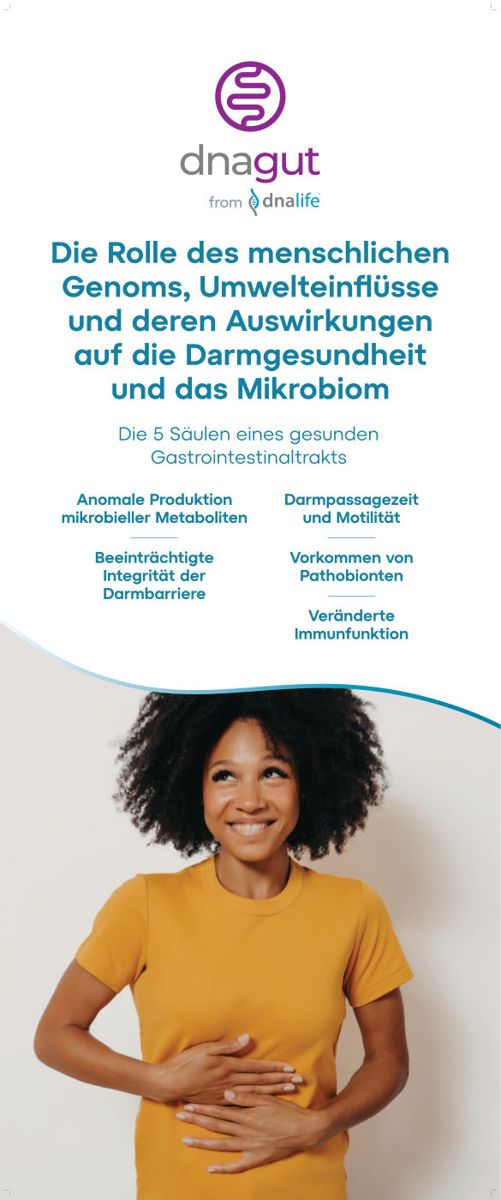 dnagut
from dnalife
Die Rolle des menschlichen
Genoms, Umwelteinflüsse
und deren Auswirkungen
auf die Darmgesundheit
und das Mikrobiom
Die 5 Säulen eines gesunden
Gastrointestinaltrakts
Anomale Produktion
mikrobieller Metaboliten
Beeinträchtigte
Integrität der
Darmbarriere
Darmpassagezeit
und Motilität
Vorkommen von
Pathobionten
Veränderte
Immunfunktion